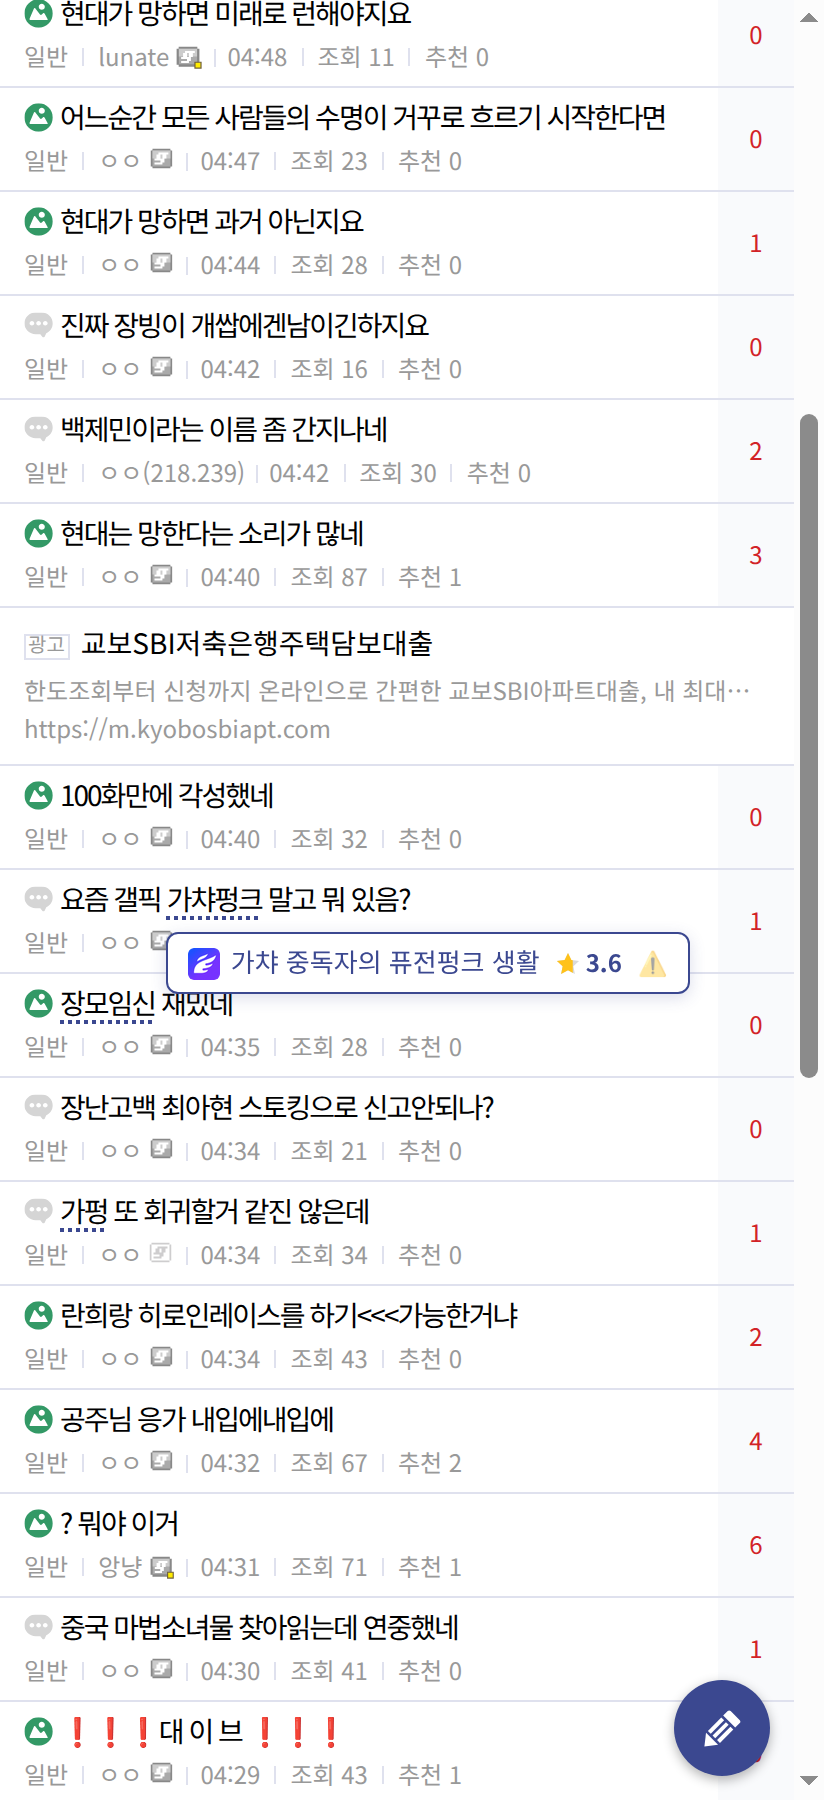 현대가 망하면 미래로 런해야지요
일반 lunate 04:48 조회 11 추천 0
0
어느순간 모든 사람들의 수명이 거꾸로 흐르기 시작한다면
일반 ㅇㅇ 04:47 조회 23 추천 0
0
현대가 망하면 과거 아닌지요
일반 ㅇㅇ 04:44 조회 28 추천 0
1
진짜 장빙이 개쌉에겐남이긴하지요
일반 ㅇㅇ 04:42 조회 16 추천 0
0
백제민이라는 이름 좀 간지나네
일반 ㅇㅇ(218.239) 04:42 조회 30 추천 0
2
현대는 망한다는 소리가 많네
일반 ㅇㅇ 04:40 조회 87 추천 1
3
광고 교보SBI저축은행주택담보대출
한도조회부터 신청까지 온라인으로 간편한 교보SBI아파트대출, 내 최대…
https://m.kyobosbiapt.com
100화만에 각성했네
일반 ㅇㅇ 04:40 조회 32 추천 0
0
요즘 갤픽 가챠펑크 말고 뭐 있음?
일반 ㅇㅇ
1
가챠 중독자의 퓨전펑크 생활 3.6
장모임신 재밌네
일반 ㅇㅇ 04:35 조회 28 추천 0
0
장난고백 최아현 스토킹으로 신고안되나?
일반 ㅇㅇ 04:34 조회 21 추천 0
0
가펑 또 회귀할거 같진 않은데
일반 ㅇㅇ 04:34 조회 34 추천 0
1
란희랑 히로인레이스를 하기<<<가능한거냐
일반 ㅇㅇ 04:34 조회 43 추천 0
2
공주님 응가 내입에내입에
일반 ㅇㅇ 04:32 조회 67 추천 2
4
? 뭐야 이거
일반 앙냥 04:31 조회 71 추천 1
6
중국 마법소녀물 찾아읽는데 연중했네
일반 ㅇㅇ 04:30 조회 41 추천 0
1
❗❗❗대이브❗❗❗
일반 ㅇㅇ 04:29 조회 43 추천 1